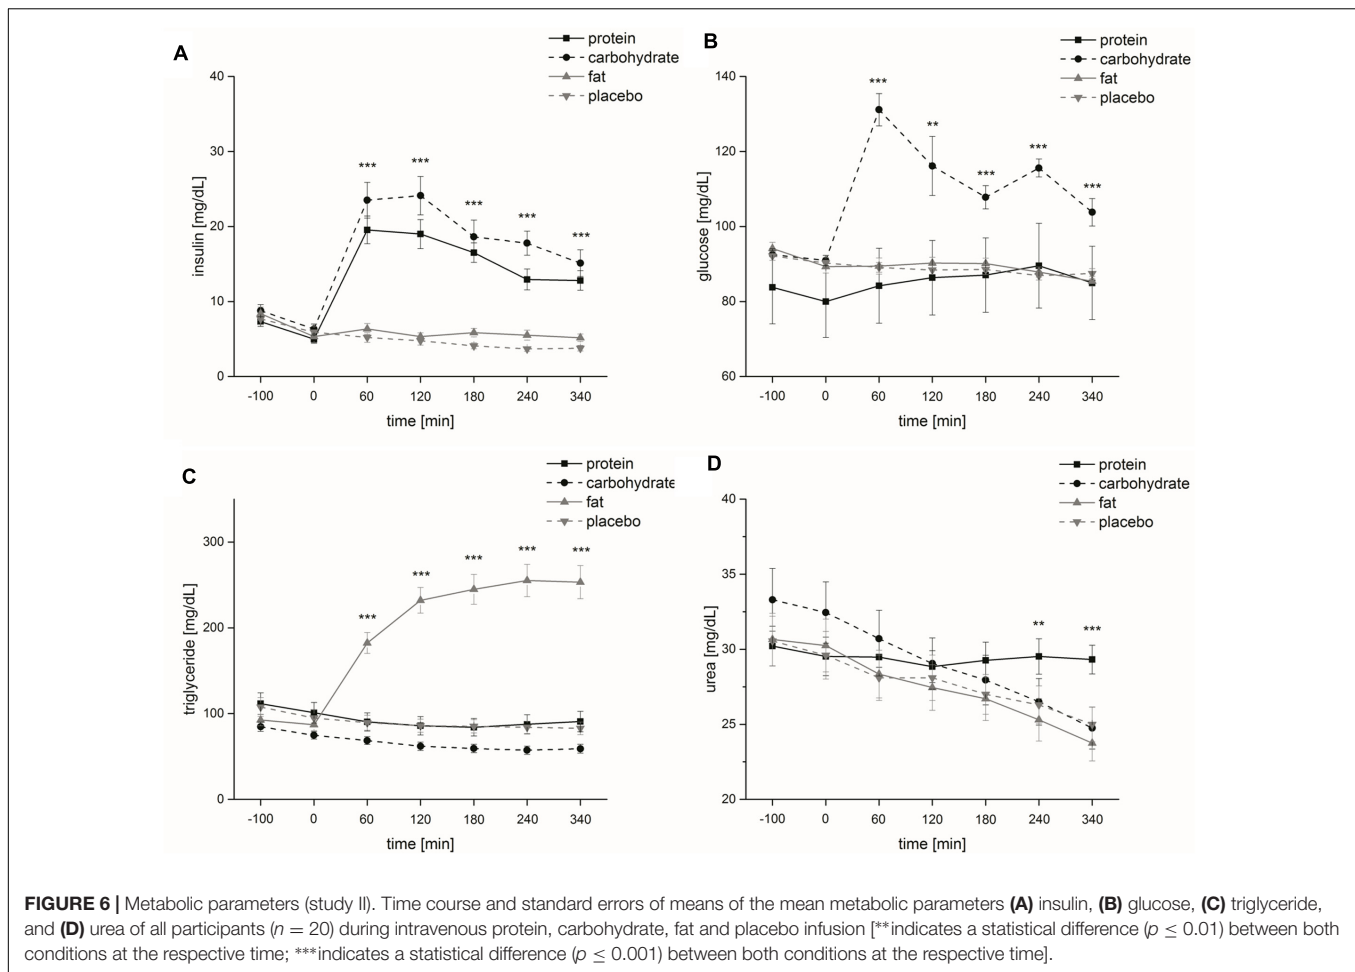 A
protein
carbohydrate
fat
placebo
40
30
20
10
0
insulin [mg/dL]
*** *** *** *** ***
-100 0 60 120 180 240 340
time [min]
B
protein
carbohydrate
fat
placebo
140
120
100
80
60
glucose [mg/dL]
*** ** *** *** ***
-100 0 60 120 180 240 340
time [min]
C
protein
carbohydrate
fat
placebo
300
200
100
0
triglyceride [mg/dL]
*** *** *** *** ***
-100 0 60 120 180 240 340
time [min]
D
protein
carbohydrate
fat
placebo
40
35
30
25
20
urea [mg/dL]
** ***
-100 0 60 120 180 240 340
time [min]
FIGURE 6 | Metabolic parameters (study II). Time course and standard errors of means of the mean metabolic parameters (A) insulin, (B) glucose, (C) triglyceride,
and (D) urea of all participants (n = 20) during intravenous protein, carbohydrate, fat and placebo infusion [**indicates a statistical difference (p ≤ 0.01) between both
conditions at the respective time; ***indicates a statistical difference (p ≤ 0.001) between both conditions at the respective time].